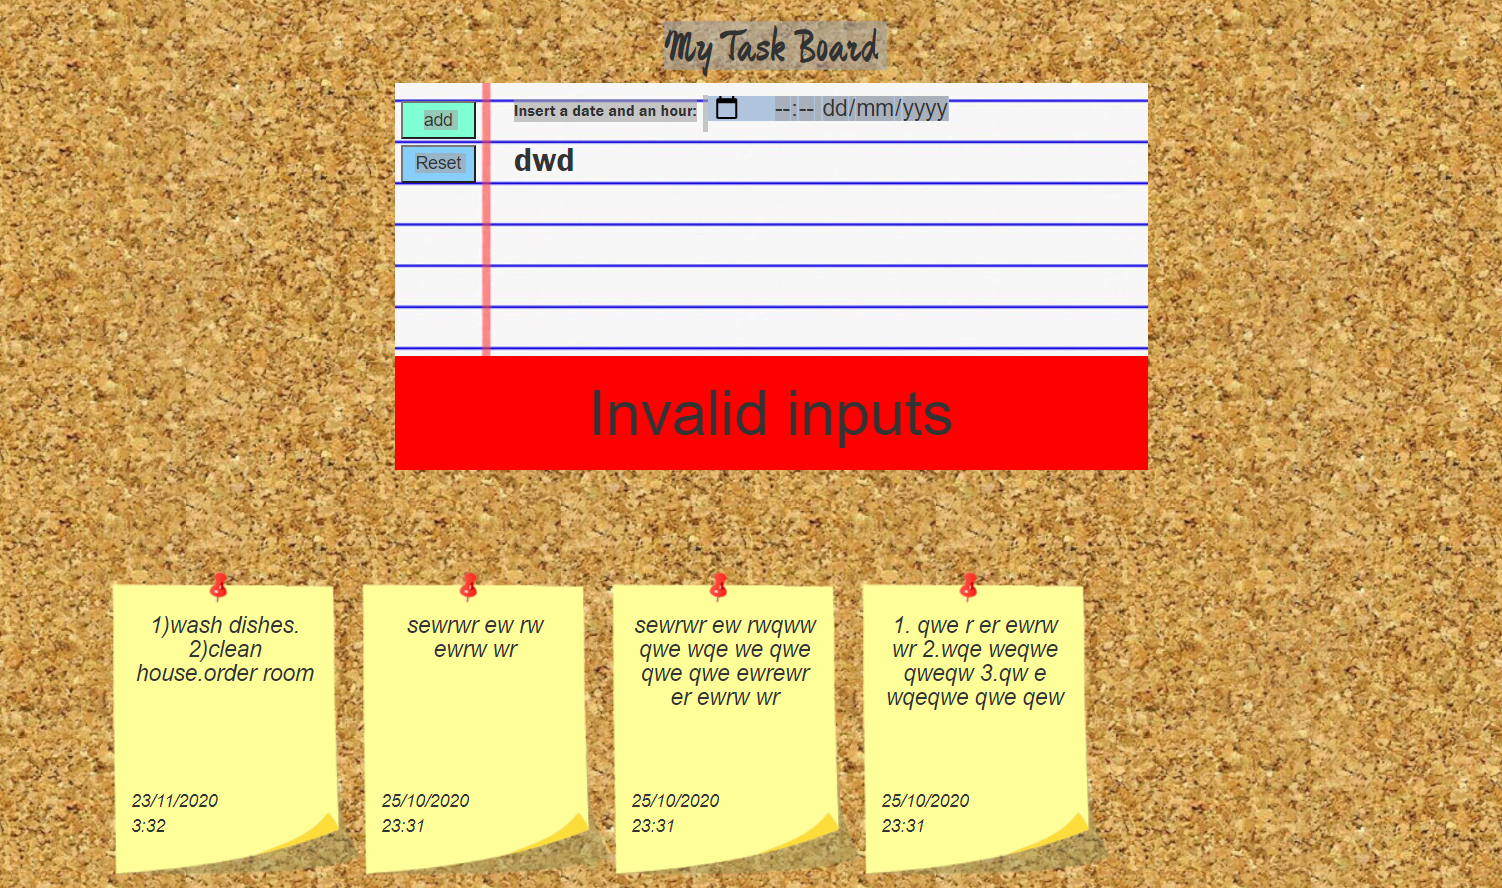 My Task Board
add
Insert a date and an hour:
--:-- dd/mm/yyyy
Reset
dwd
Invalid inputs
1)wash dishes.
2)clean
house.order room
23/11/2020
3:32
sewrwr ew rw
ewrw wr
25/10/2020
23:31
sewrwr ew rwqww
qwe wqe we qwe
qwe qwe ewrewr
er ewrw wr
25/10/2020
23:31
1. qwe r er ewrw
wr 2.wqe weqwe
qweqw 3.qw e
wqeqwe qwe qew
25/10/2020
23:31